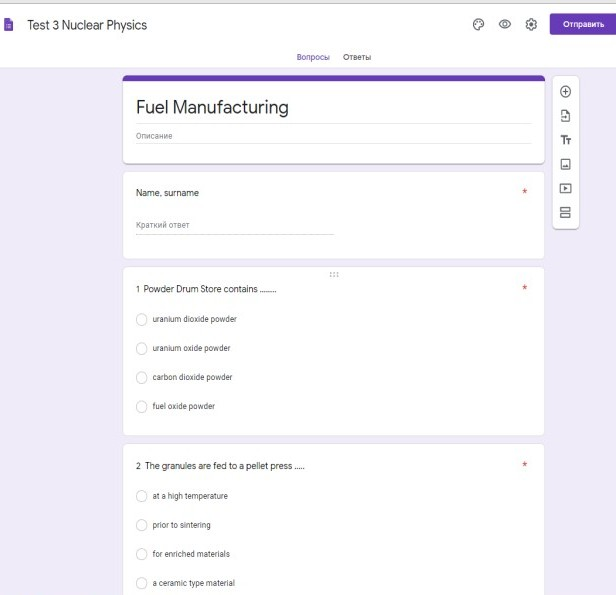 Test 3 Nuclear Physics
Отправить
Вопросы Ответы
Fuel Manufacturing
Описание
Name, surname *
Краткий ответ
1 Powder Drum Store contains ........ *
uranium dioxide powder
uranium oxide powder
carbon dioxide powder
fuel oxide powder
2 The granules are fed to a pellet press ..... *
at a high temperature
prior to sintering
for enriched materials
a ceramic type material